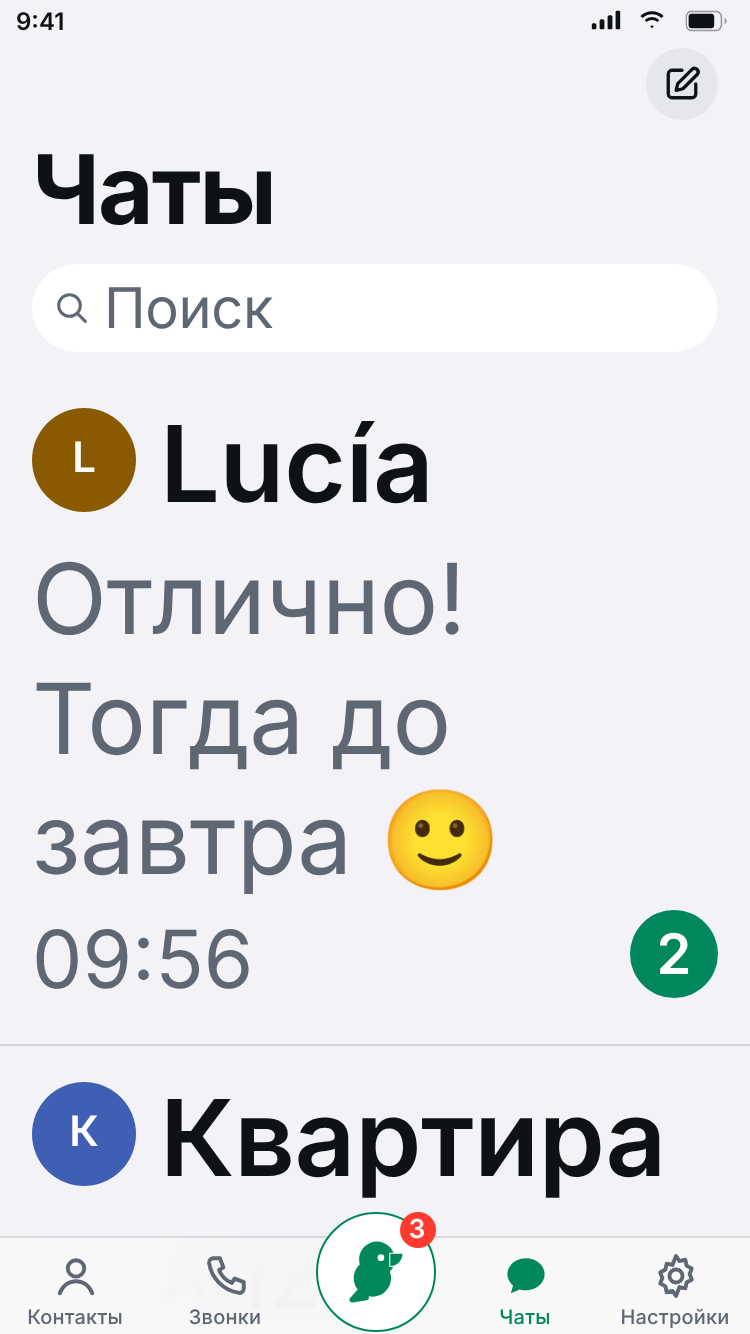 9:41
Чаты
Поиск
L
Lucía
Отлично!
Тогда до
завтра 🙂
09:56
2
К
Квартира
3
Контакты
Звонки
Чаты
Настройки